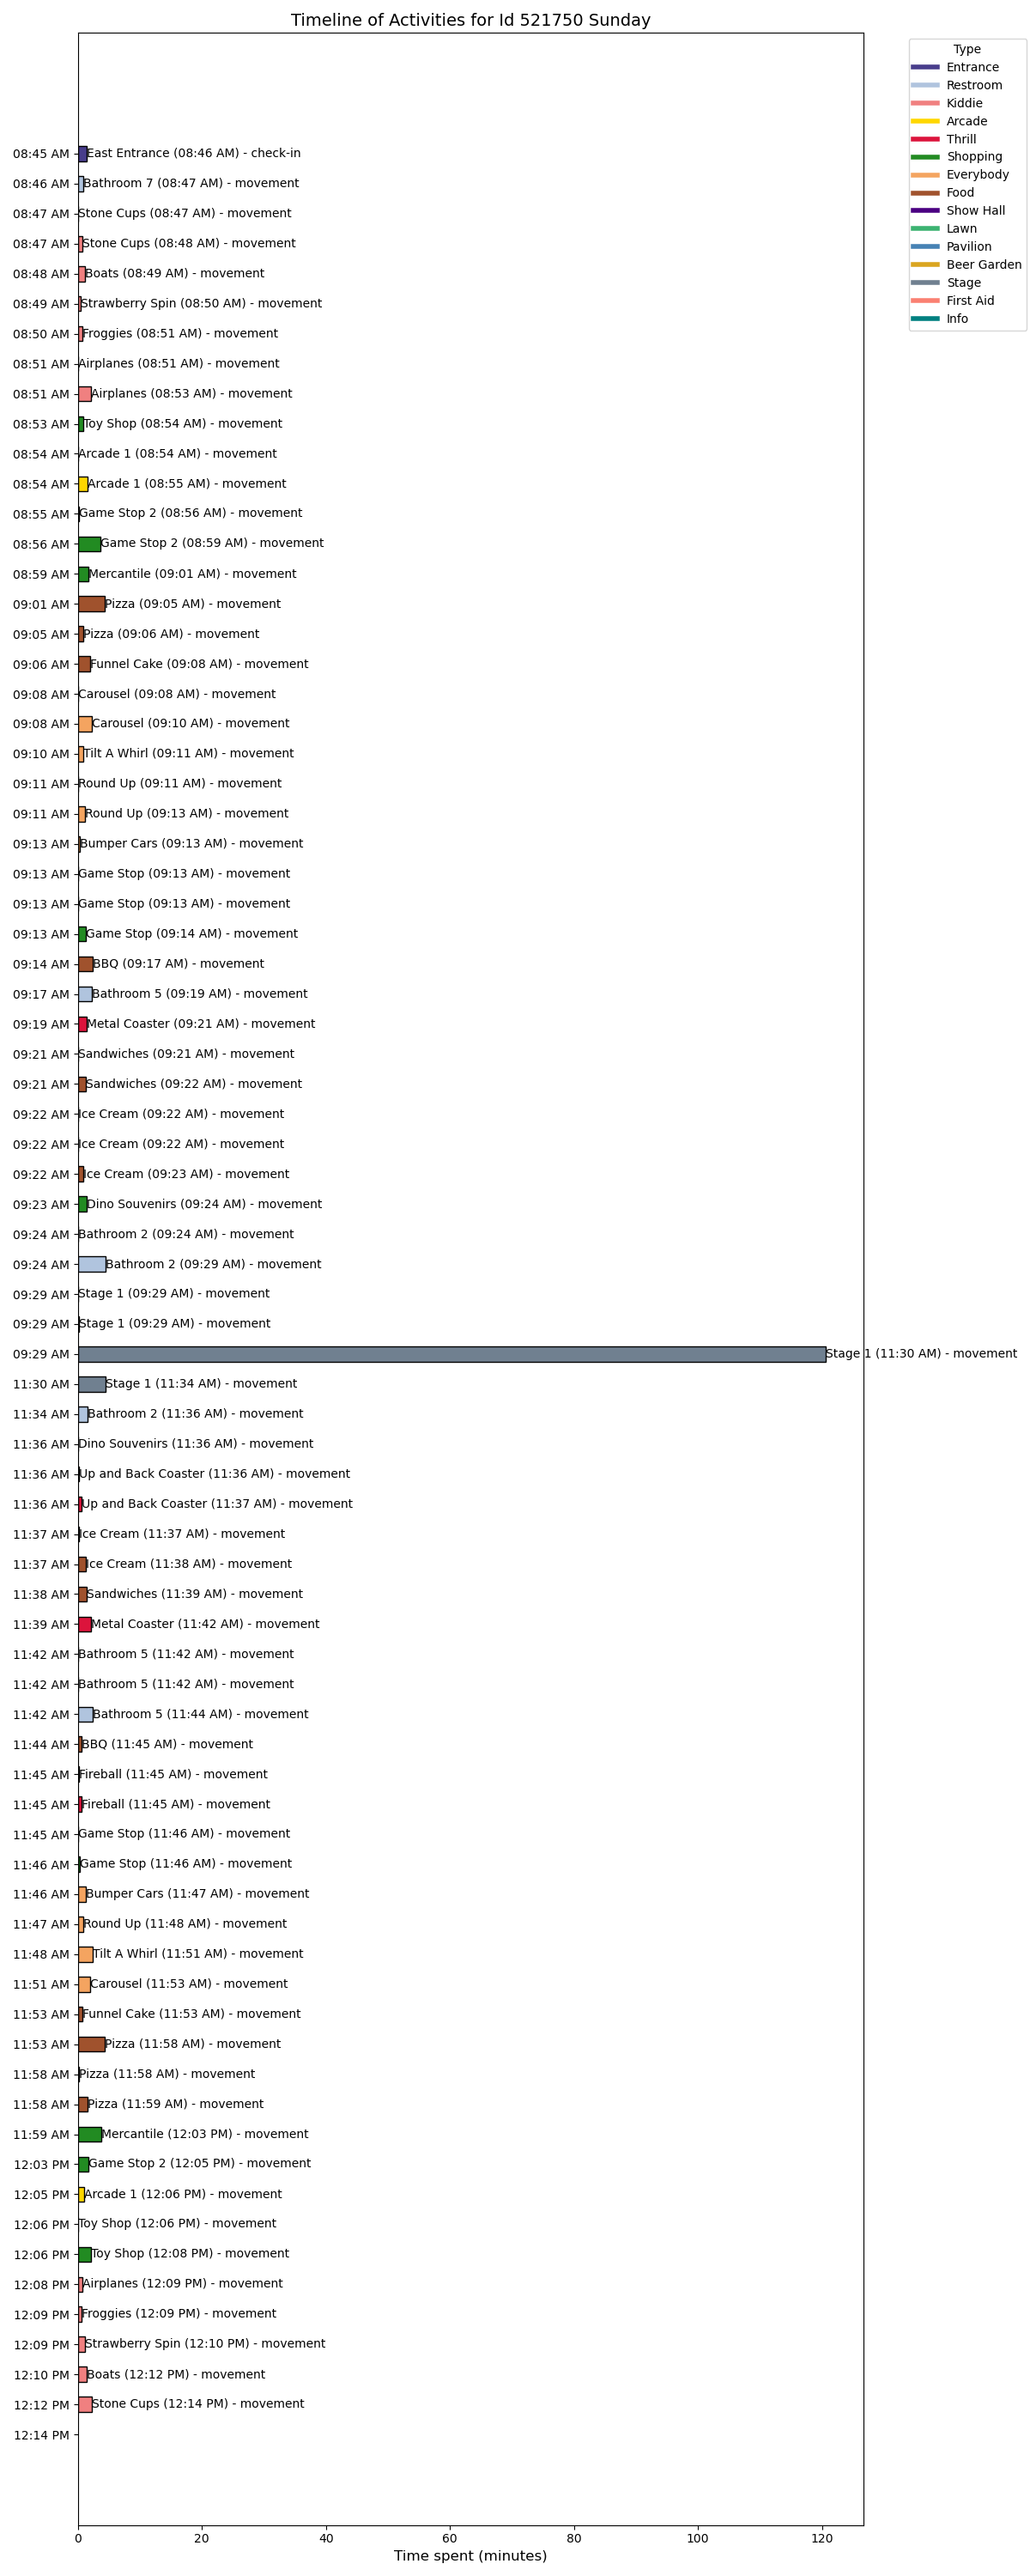 Timeline of Activities for Id 521750 Sunday
Type
Entrance
Restroom
Kiddie
Arcade
Thrill
Shopping
Everybody
Food
Show Hall
Lawn
Pavilion
Beer Garden
Stage
First Aid
Info
08:45 AM East Entrance (08:46 AM) - check-in
08:46 AM Bathroom 7 (08:47 AM) - movement
08:47 AM Stone Cups (08:47 AM) - movement
08:47 AM Stone Cups (08:48 AM) - movement
08:48 AM Boats (08:49 AM) - movement
08:49 AM Strawberry Spin (08:50 AM) - movement
08:50 AM Froggies (08:51 AM) - movement
08:51 AM Airplanes (08:51 AM) - movement
08:51 AM Airplanes (08:53 AM) - movement
08:53 AM Toy Shop (08:54 AM) - movement
08:54 AM Arcade 1 (08:54 AM) - movement
08:54 AM Arcade 1 (08:55 AM) - movement
08:55 AM Game Stop 2 (08:56 AM) - movement
08:56 AM Game Stop 2 (08:59 AM) - movement
08:59 AM Mercantile (09:01 AM) - movement
09:01 AM Pizza (09:05 AM) - movement
09:05 AM Pizza (09:06 AM) - movement
09:06 AM Funnel Cake (09:08 AM) - movement
09:08 AM Carousel (09:08 AM) - movement
09:08 AM Carousel (09:10 AM) - movement
09:10 AM Tilt A Whirl (09:11 AM) - movement
09:11 AM Round Up (09:11 AM) - movement
09:11 AM Round Up (09:13 AM) - movement
09:13 AM Bumper Cars (09:13 AM) - movement
09:13 AM Game Stop (09:13 AM) - movement
09:13 AM Game Stop (09:13 AM) - movement
09:13 AM Game Stop (09:14 AM) - movement
09:14 AM BBQ (09:17 AM) - movement
09:17 AM Bathroom 5 (09:19 AM) - movement
09:19 AM Metal Coaster (09:21 AM) - movement
09:21 AM Sandwiches (09:21 AM) - movement
09:21 AM Sandwiches (09:22 AM) - movement
09:22 AM Ice Cream (09:22 AM) - movement
09:22 AM Ice Cream (09:22 AM) - movement
09:22 AM Ice Cream (09:23 AM) - movement
09:23 AM Dino Souvenirs (09:24 AM) - movement
09:24 AM Bathroom 2 (09:24 AM) - movement
09:24 AM Bathroom 2 (09:29 AM) - movement
09:29 AM Stage 1 (09:29 AM) - movement
09:29 AM Stage 1 (09:29 AM) - movement
09:29 AM Stage 1 (11:30 AM) - movement
11:30 AM Stage 1 (11:34 AM) - movement
11:34 AM Bathroom 2 (11:36 AM) - movement
11:36 AM Dino Souvenirs (11:36 AM) - movement
11:36 AM Up and Back Coaster (11:36 AM) - movement
11:36 AM Up and Back Coaster (11:37 AM) - movement
11:37 AM Ice Cream (11:37 AM) - movement
11:37 AM Ice Cream (11:38 AM) - movement
11:38 AM Sandwiches (11:39 AM) - movement
11:39 AM Metal Coaster (11:42 AM) - movement
11:42 AM Bathroom 5 (11:42 AM) - movement
11:42 AM Bathroom 5 (11:42 AM) - movement
11:42 AM Bathroom 5 (11:44 AM) - movement
11:44 AM BBQ (11:45 AM) - movement
11:45 AM Fireball (11:45 AM) - movement
11:45 AM Fireball (11:45 AM) - movement
11:45 AM Game Stop (11:46 AM) - movement
11:46 AM Game Stop (11:46 AM) - movement
11:46 AM Bumper Cars (11:47 AM) - movement
11:47 AM Round Up (11:48 AM) - movement
11:48 AM Tilt A Whirl (11:51 AM) - movement
11:51 AM Carousel (11:53 AM) - movement
11:53 AM Funnel Cake (11:53 AM) - movement
11:53 AM Pizza (11:58 AM) - movement
11:58 AM Pizza (11:58 AM) - movement
11:58 AM Pizza (11:59 AM) - movement
11:59 AM Mercantile (12:03 PM) - movement
12:03 PM Game Stop 2 (12:05 PM) - movement
12:05 PM Arcade 1 (12:06 PM) - movement
12:06 PM Toy Shop (12:06 PM) - movement
12:06 PM Toy Shop (12:08 PM) - movement
12:08 PM Airplanes (12:09 PM) - movement
12:09 PM Froggies (12:09 PM) - movement
12:09 PM Strawberry Spin (12:10 PM) - movement
12:10 PM Boats (12:12 PM) - movement
12:12 PM Stone Cups (12:14 PM) - movement
12:14 PM
0 20 40 60 80 100 120
Time spent (minutes)